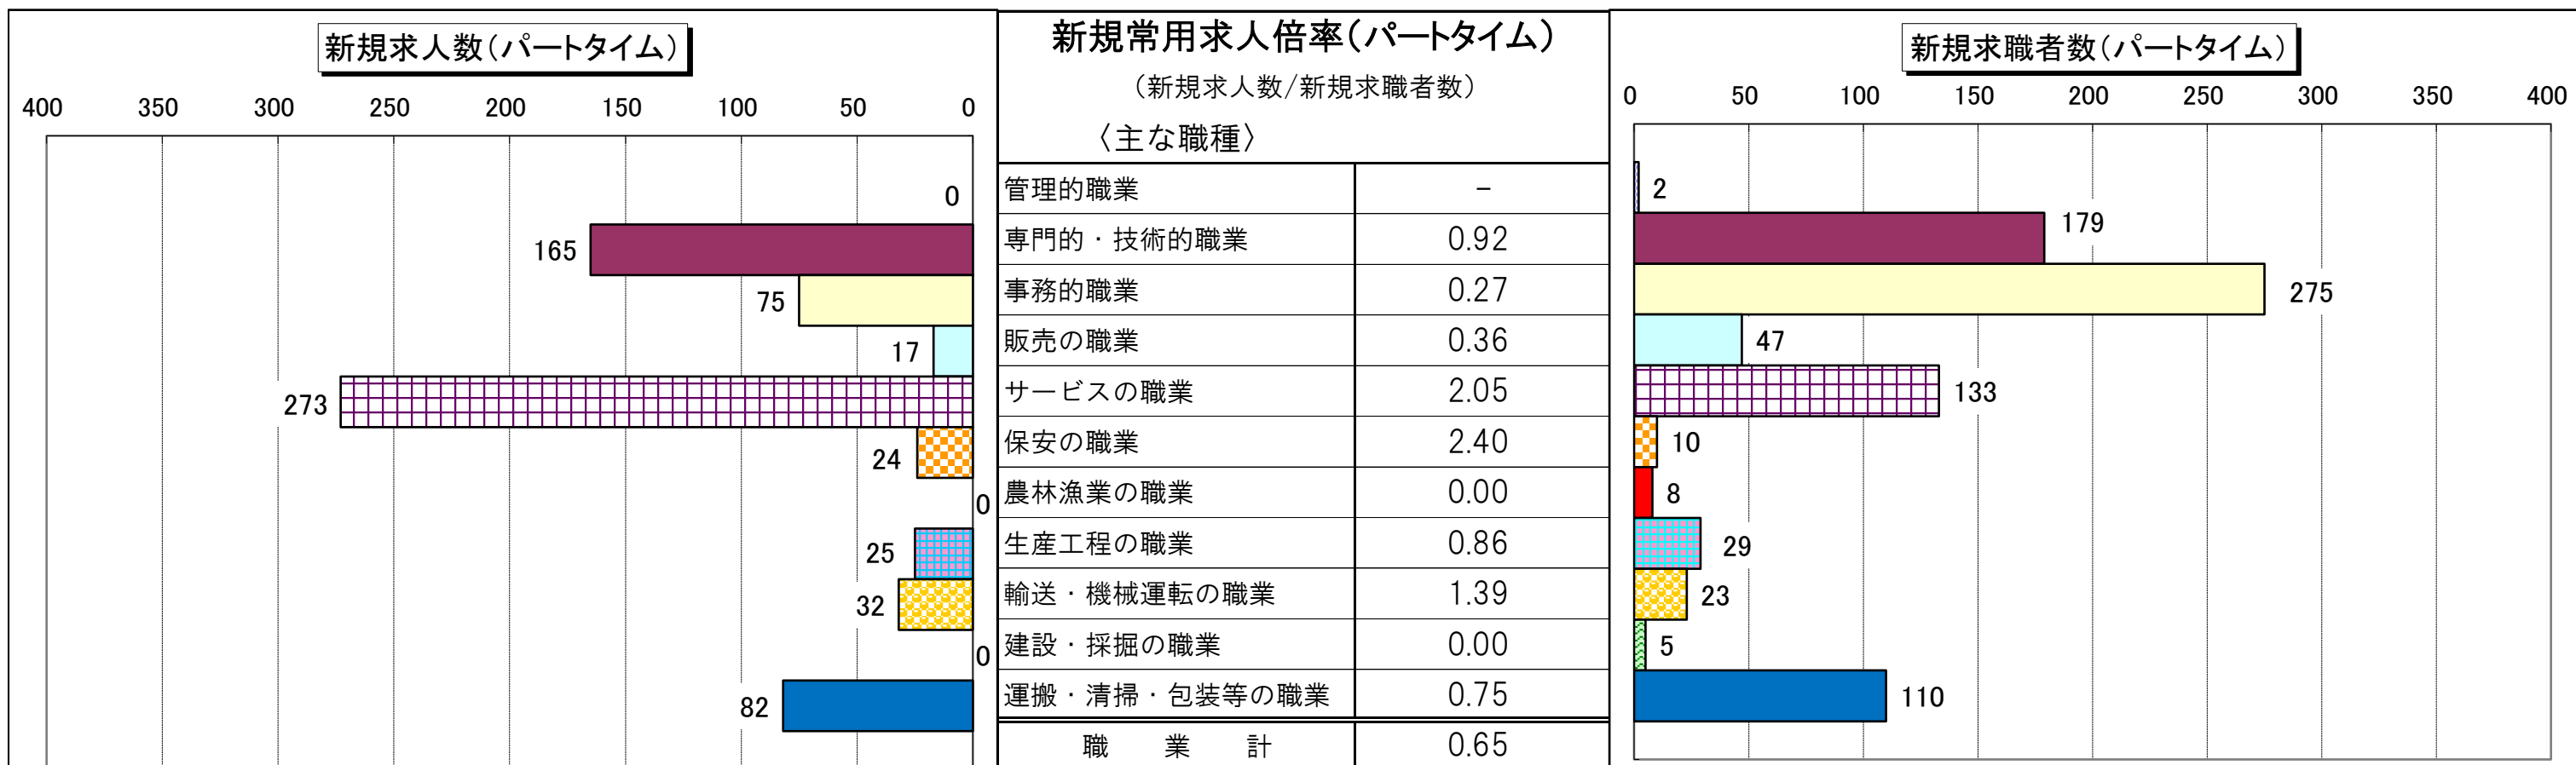 新規求人数(パートタイム)
400 350 300 250 200 150 100 50 0
0
165
75
17
273
24
0
25
32
0
82
新規常用求人倍率(パートタイム)
(新規求人数/新規求職者数)
〈主な職種〉
管理的職業 －
専門的・技術的職業 0.92
事務的職業 0.27
販売の職業 0.36
サービスの職業 2.05
保安の職業 2.40
農林漁業の職業 0.00
生産工程の職業 0.86
輸送・機械運転の職業 1.39
建設・採掘の職業 0.00
運搬・清掃・包装等の職業 0.75
職 業 計 0.65
新規求職者数(パートタイム)
0 50 100 150 200 250 300 350 400
2
179
275
47
133
10
8
29
23
5
110